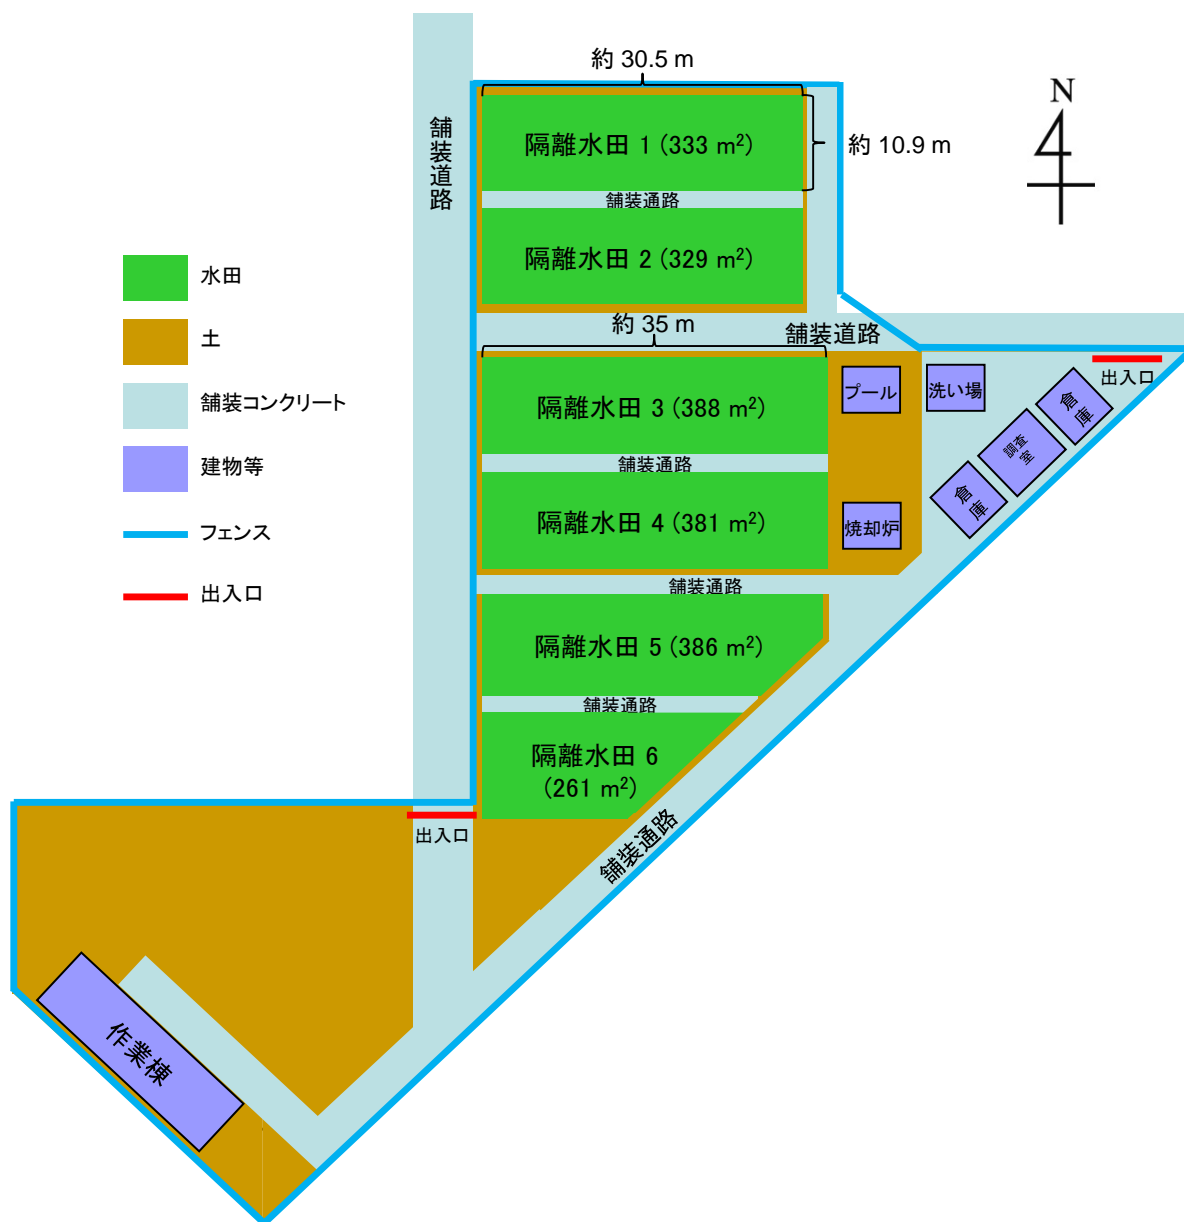 約 30.5 m
N
舗装道路
隔離水田 1 (333 m²)
約 10.9 m
舗装通路
隔離水田 2 (329 m²)
水田
土
舗装コンクリート
建物等
フェンス
出入口
約 35 m
舗装道路
隔離水田 3 (388 m²)
プール
洗い場
出入口
倉庫
調査室
倉庫
舗装通路
隔離水田 4 (381 m²)
焼却炉
舗装通路
隔離水田 5 (386 m²)
舗装通路
隔離水田 6
(261 m²)
出入口
舗装通路
作業棟